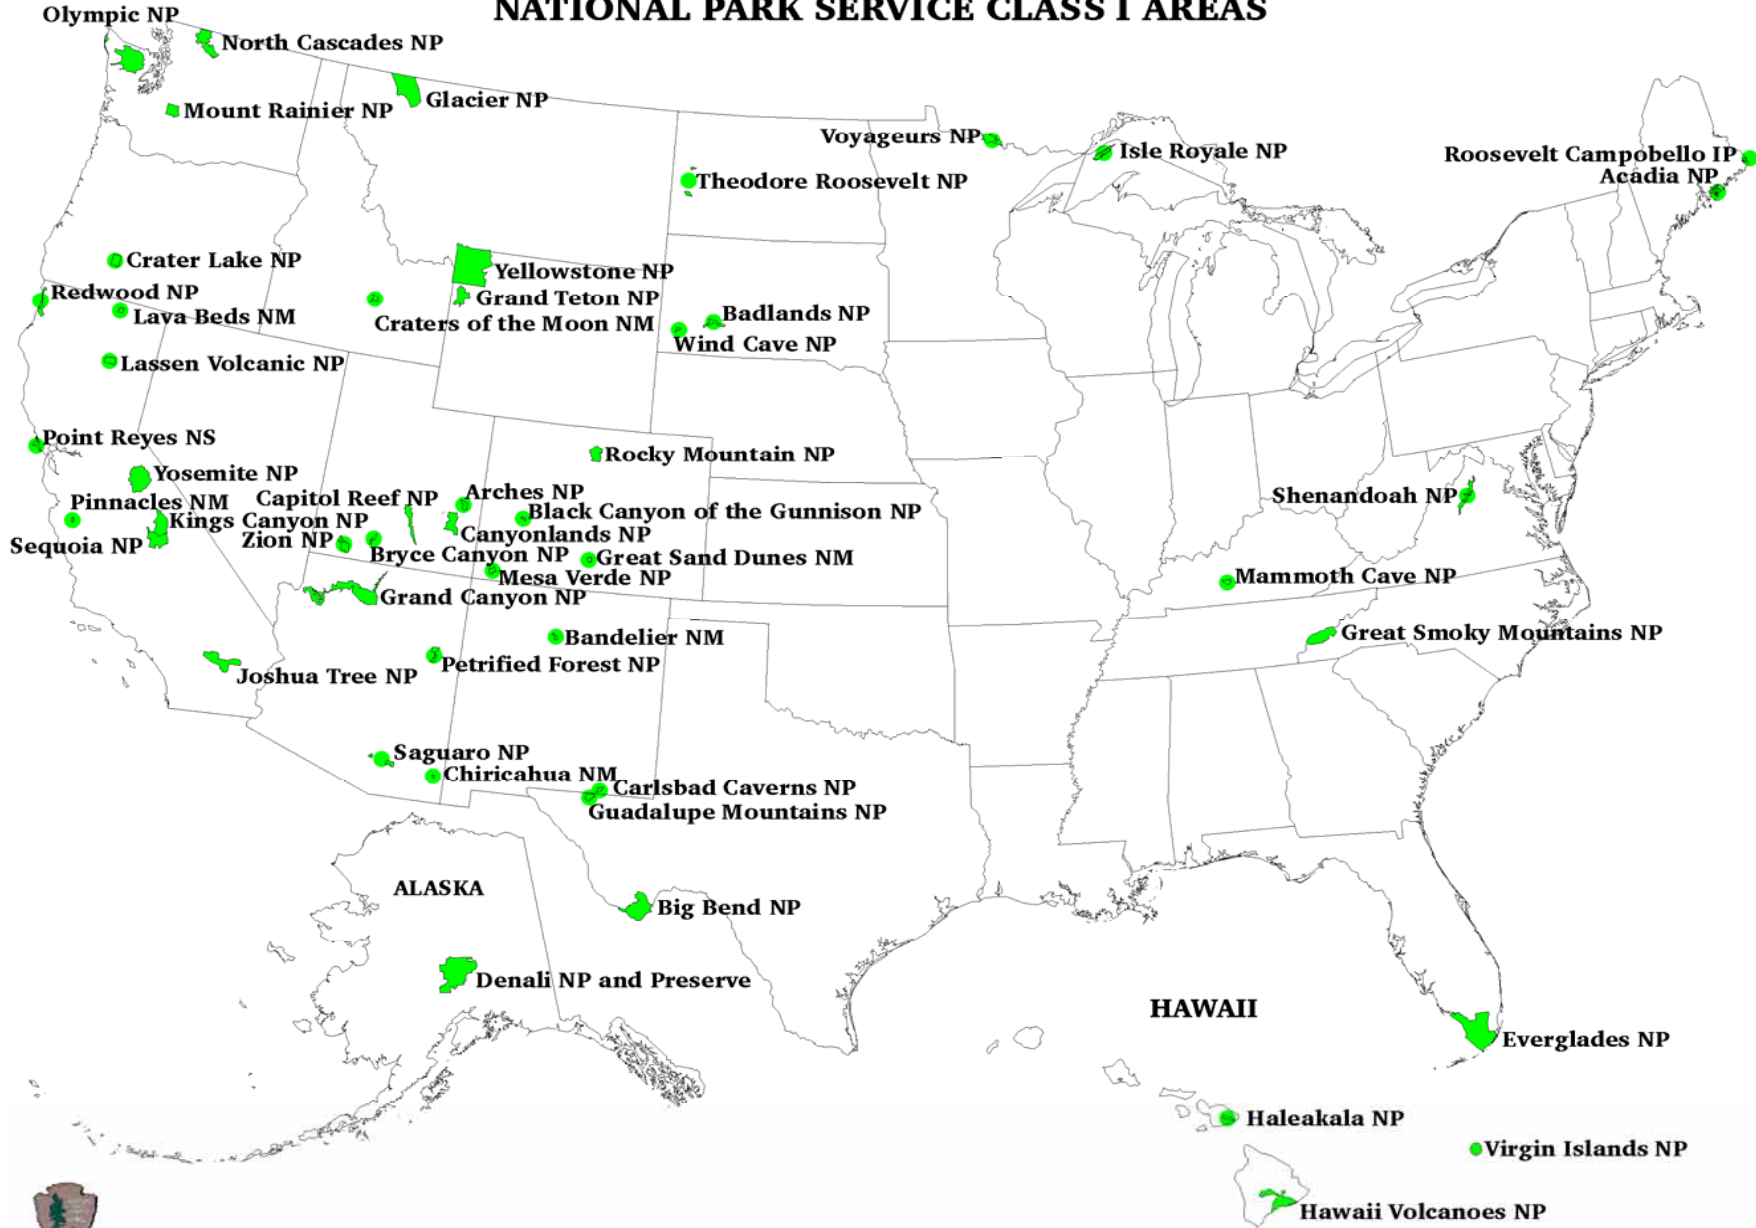 NATIONAL PARK SERVICE CLASS I AREAS
Olympic NP
North Cascades NP
Glacier NP
Mount Rainier NP
Voyageurs NP
Isle Royale NP
Roosevelt Campobello IP
Acadia NP
Theodore Roosevelt NP
Crater Lake NP
Yellowstone NP
Redwood NP
Grand Teton NP
Lava Beds NM
Craters of the Moon NM
Badlands NP
Wind Cave NP
Lassen Volcanic NP
Point Reyes NS
Rocky Mountain NP
Yosemite NP
Pinnacles NM
Capitol Reef NP
Arches NP
Shenandoah NP
Kings Canyon NP
Black Canyon of the Gunnison NP
Sequoia NP
Zion NP
Canyonlands NP
Bryce Canyon NP
Great Sand Dunes NM
Mesa Verde NP
Mammoth Cave NP
Grand Canyon NP
Bandelier NM
Great Smoky Mountains NP
Petrified Forest NP
Joshua Tree NP
Saguaro NP
Chiricahua NM
Carlsbad Caverns NP
Guadalupe Mountains NP
ALASKA
Big Bend NP
Denali NP and Preserve
HAWAII
Everglades NP
Haleakala NP
Virgin Islands NP
Hawaii Volcanoes NP